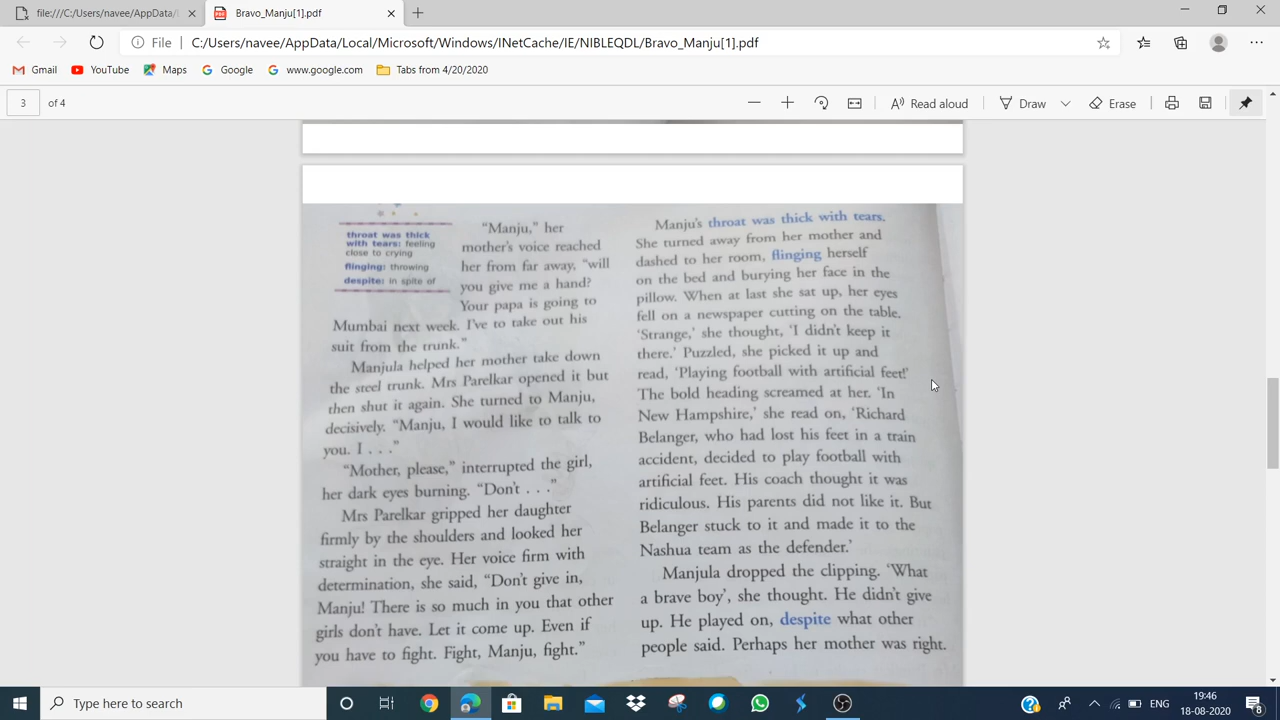 file:///C:/Users/navee/AppData/L
Bravo_Manju[1].pdf
File
C:/Users/navee/AppData/Local/Microsoft/Windows/INetCache/IE/NIBLEQDL/Bravo_Manju[1].pdf
Gmail
YouTube
Maps
Google
www.google.com
Tabs from 4/20/2020
3 of 4
Read aloud
Draw
Erase
throat was thick
with tears: feeling
close to crying
flinging: throwing
despite: in spite of
"Manju," her
mother's voice reached
her from far away, "will
you give me a hand?
Your papa is going to
Mumbai next week. I've to take out his
suit from the trunk."
Manjula helped her mother take down
the steel trunk. Mrs Parelkar opened it but
then shut it again. She turned to Manju,
decisively. "Manju, I would like to talk to
you. I . . ."
"Mother, please," interrupted the girl,
her dark eyes burning. "Don't . . ."
Mrs Parelkar gripped her daughter
firmly by the shoulders and looked her
straight in the eye. Her voice firm with
determination, she said, "Don't give in,
Manju! There is so much in you that other
girls don't have. Let it come up. Even if
you have to fight. Fight, Manju, fight."
Manju's throat was thick with tears.
She turned away from her mother and
dashed to her room, flinging herself
on the bed and burying her face in the
pillow. When at last she sat up, her eyes
fell on a newspaper cutting on the table.
'Strange,' she thought, 'I didn't keep it
there.' Puzzled, she picked it up and
read, 'Playing football with artificial feet!'
The bold heading screamed at her. 'In
New Hampshire,' she read on, 'Richard
Belanger, who had lost his feet in a train
accident, decided to play football with
artificial feet. His coach thought it was
ridiculous. His parents did not like it. But
Belanger stuck to it and made it to the
Nashua team as the defender.'
Manjula dropped the clipping. 'What
a brave boy', she thought. He didn't give
up. He played on, despite what other
people said. Perhaps her mother was right.
Type here to search
ENG
19:46
18-08-2020
8